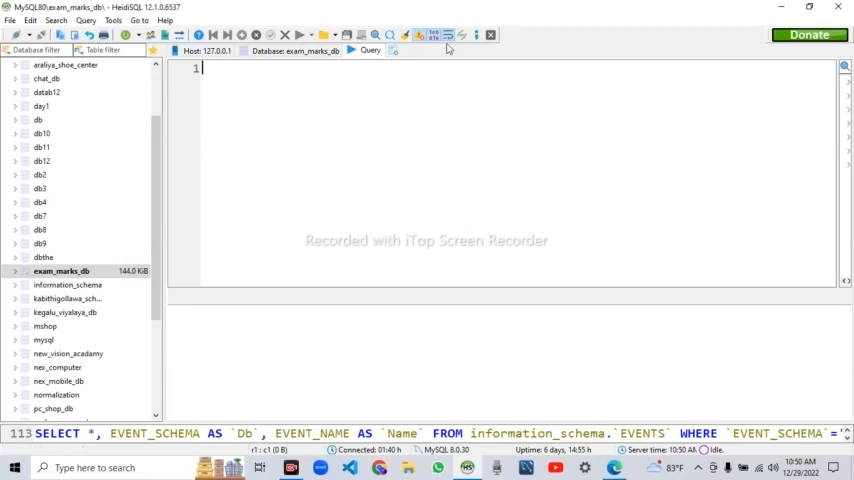 MySQL80\exam_marks_db\ - HeidiSQL 12.1.0.6537
File Edit Search Query Tools Go to Help
Donate
Database filter Table filter
Host: 127.0.0.1 Database: exam_marks_db Query
araliya_shoe_center
chat_db
datab12
day1
db
db10
db11
db12
db2
db3
db4
db7
db8
db9
dbthe
exam_marks_db 144.0 KiB
information_schema
kabithigollawa_sch...
kegalu_viyalaya_db
mshop
mysql
new_vision_acadamy
nex_computer
nex_mobile_db
normalization
pc_shop_db
1
Recorded with iTop Screen Recorder
113 SELECT *, EVENT_SCHEMA AS `Db`, EVENT_NAME AS `Name` FROM information_schema.`EVENTS` WHERE `EVENT_SCHEMA`='
r1 : c1 (0 B) Connected: 01:40 h MySQL 8.0.30 Uptime: 6 days, 14:55 h Server time: 10:50 AM Idle.
Type here to search
83°F
10:50 AM
12/29/2022